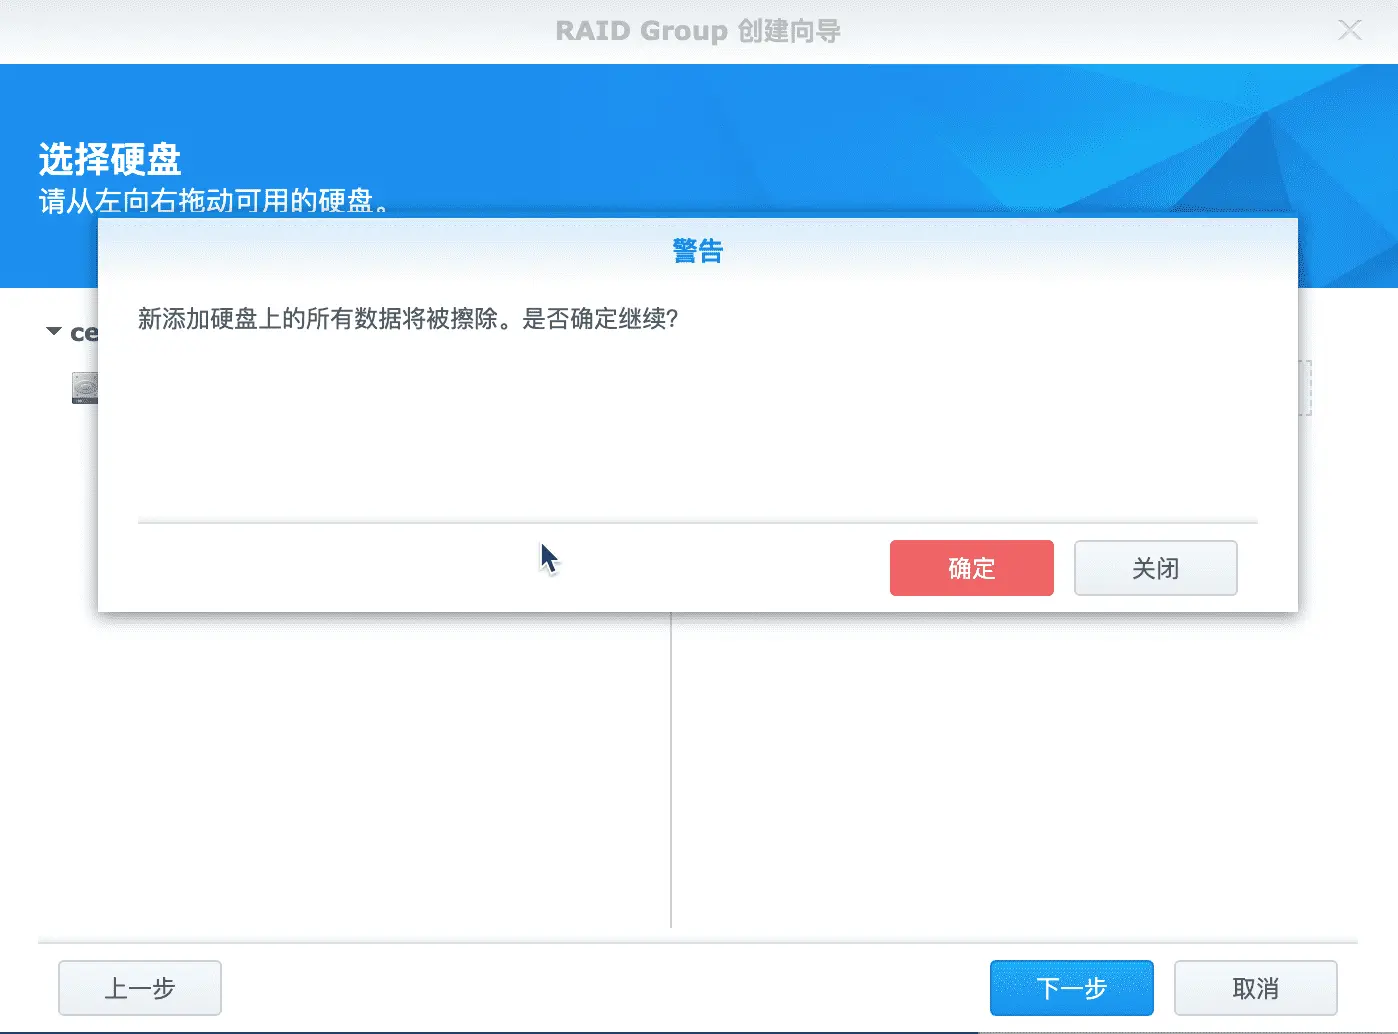 RAID Group 创建向导
选择硬盘
请从左向右拖动可用的硬盘。
警告
新添加硬盘上的所有数据将被擦除。是否确定继续?
确定
关闭
上一步
下一步
取消